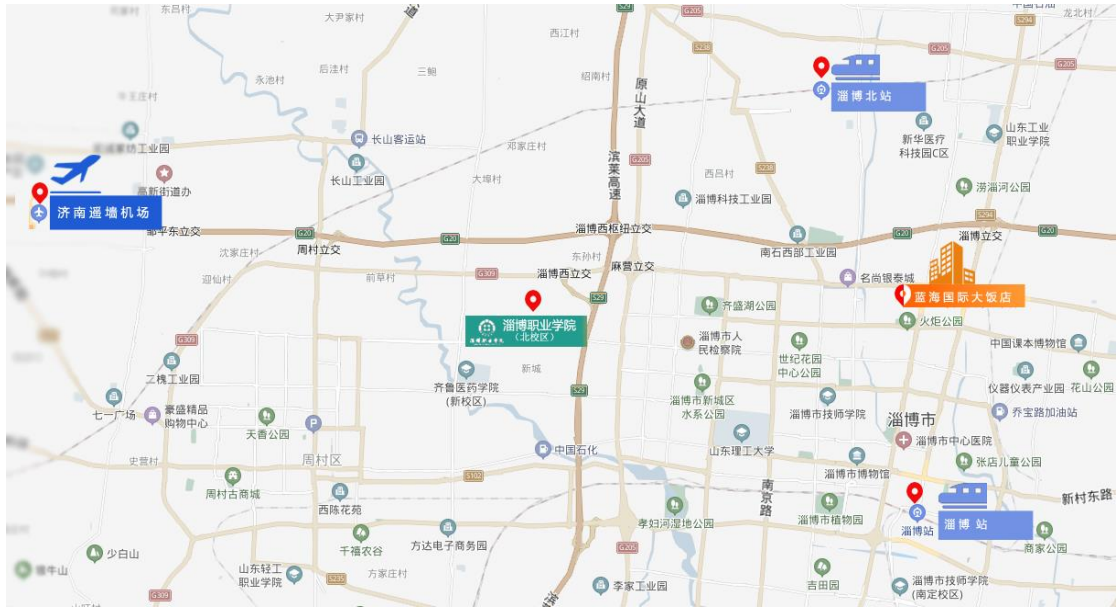 东吕村
大尹家村
S29
G205
龙北村
S294
西江村
S236
G205
G205
后洼村
三鲍
永池村
绍南村
原山大道
淄博北站
长山客运站
邓家庄村
新华医疗
科技园C区
山东工业
职业学院
G205
滨莱高速
长山工业园
大埠村
高新街道办
西吕村
S236
涝淄河公园
济南遥墙机场
淄博科技工业园
S294
邹平东立交
G20
周村立交
G20
淄博西枢纽立交
G20
淄博立交
G20
南石西部工业园
沈家庄村
东孙村
迎仙村
前草村
G309
淄博西立交
麻营立交
名尚银泰城
S29
蓝海国际大饭店
齐盛湖公园
火炬公园
淄博职业学院
（北校区）
淄博职业学院
G309
淄博市人
民检察院
世纪花园
中心公园
中国课本博物馆
二槐工业园
齐鲁医药学院
(新校区)
新城
仪器仪表产业园
花山公园
S29
七一广场
豪盛精品
购物中心
天香公园
淄博市新城区
水系公园
淄博市技师学院
乔宝路加油站
淄博市
P
中国石化
山东理工大学
淄博市中心医院
史营村
周村区
淄博市博物馆
张店儿童公园
S102
周村古商城
南京路
新村东路
西陈花苑
孝妇河湿地公园
淄博市植物园
淄博站
淄博 站
千禧农谷
方达电子商务园
商家公园
少白山
G205
山东轻工
职业学院
方家庄村
S236
李家工业园
吉田园
淄博市技师学院
(南定校区)
G309